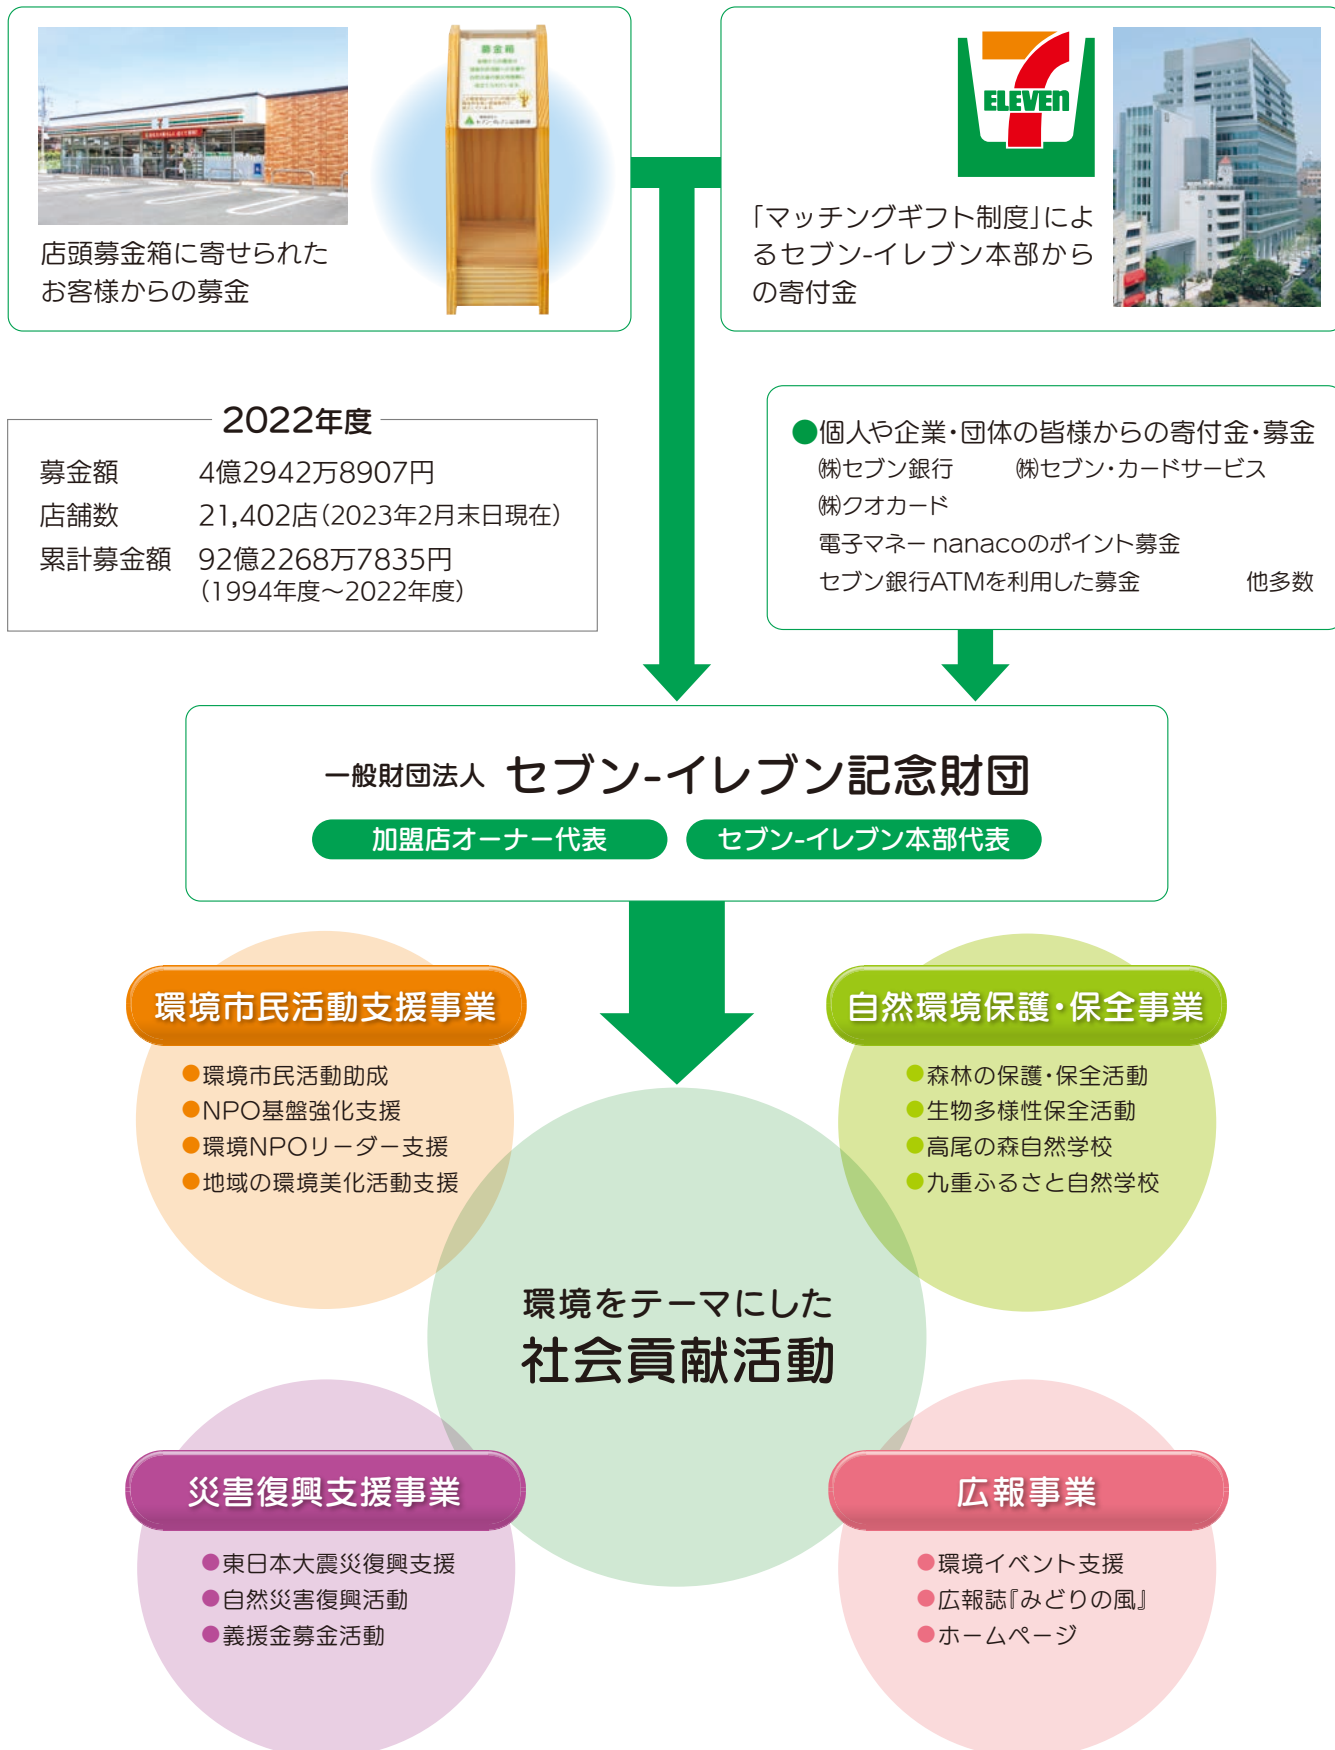 募金箱
ELEVEN
店頭募金箱に寄せられた
お客様からの募金
「マッチングギフト制度」によ
るセブン-イレブン本部から
の寄付金
2022年度
募金額 4億2942万8907円
店舗数 21,402店(2023年2月末日現在)
累計募金額 92億2268万7835円
(1994年度〜2022年度)
●個人や企業・団体の皆様からの寄付金・募金
㈱セブン銀行 ㈱セブン・カードサービス
㈱クオカード
電子マネー nanacoのポイント募金
セブン銀行ATMを利用した募金 他多数
一般財団法人 セブン-イレブン記念財団
加盟店オーナー代表 セブン-イレブン本部代表
環境市民活動支援事業
●環境市民活動助成
●NPO基盤強化支援
●環境NPOリーダー支援
●地域の環境美化活動支援
自然環境保護・保全事業
●森林の保護・保全活動
●生物多様性保全活動
●高尾の森自然学校
●九重ふるさと自然学校
環境をテーマにした
社会貢献活動
災害復興支援事業
●東日本大震災復興支援
●自然災害復興活動
●義援金募金活動
広報事業
●環境イベント支援
●広報誌『みどりの風』
●ホームページ